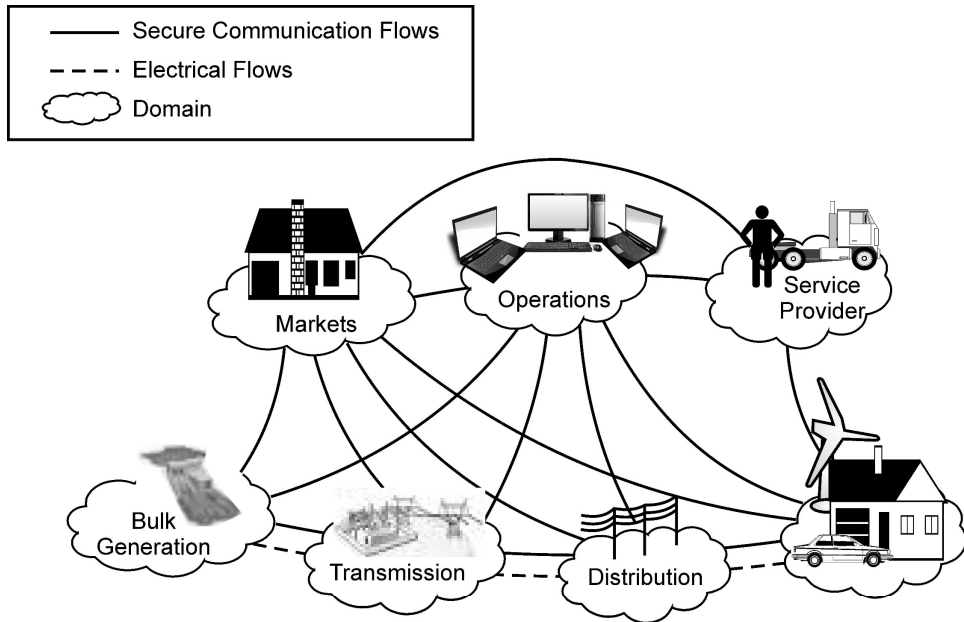 Secure Communication Flows
Electrical Flows
Domain
Markets
Operations
Service
Provider
Bulk
Generation
Transmission
Distribution